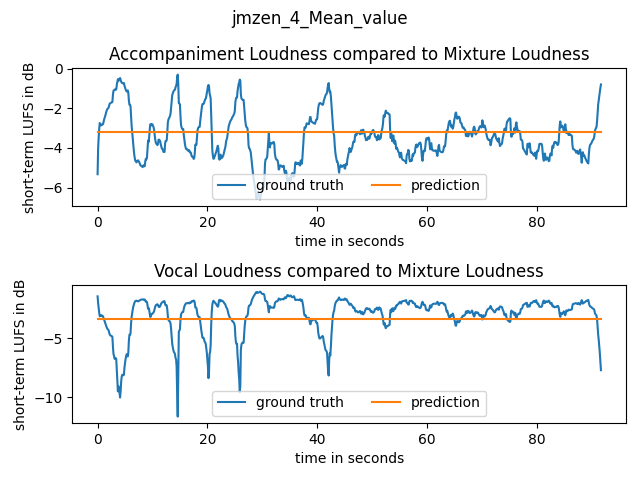 jmzen_4_Mean_value
Accompaniment Loudness compared to Mixture Loudness
short-term LUFS in dB
0
−2
−4
−6
ground truth
prediction
0
20
40
60
80
time in seconds
Vocal Loudness compared to Mixture Loudness
short-term LUFS in dB
−5
−10
ground truth
prediction
0
20
40
60
80
time in seconds